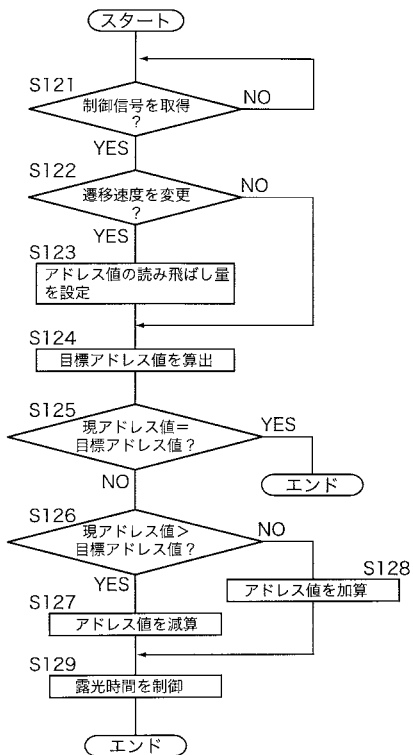 スタート
S121
制御信号を取得
?
NO
YES
S122
遷移速度を変更
?
NO
YES
S123
アドレス値の読み飛ばし量
を設定
S124
目標アドレス値を算出
S125
現アドレス値=
目標アドレス値?
YES
エンド
NO
S126
現アドレス値>
目標アドレス値?
NO
YES
S128
アドレス値を加算
S127
アドレス値を減算
S129
露光時間を制御
エンド